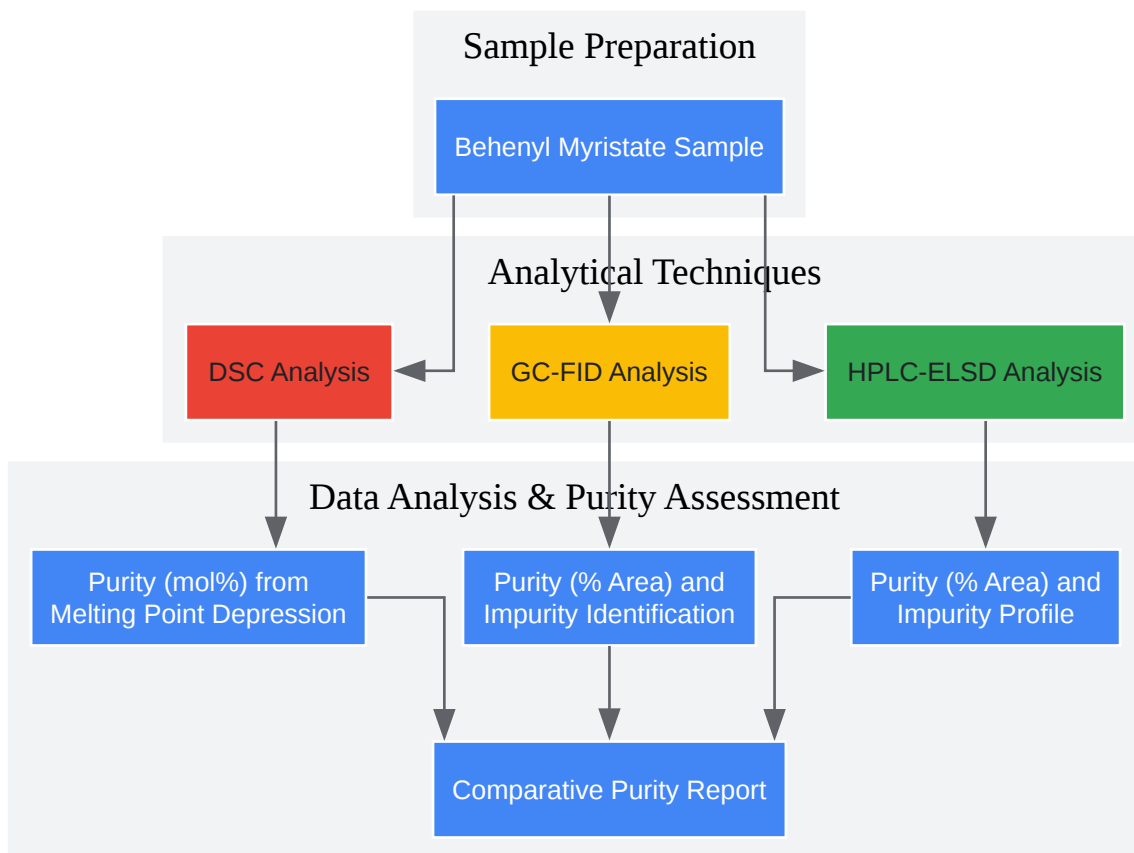 Sample Preparation
Behenyl Myristate Sample
Analytical Techniques
DSC Analysis
GC-FID Analysis
HPLC-ELSD Analysis
Data Analysis & Purity Assessment
Purity (mol%) from
Melting Point Depression
Purity (% Area) and
Impurity Identification
Purity (% Area) and
Impurity Profile
Comparative Purity Report